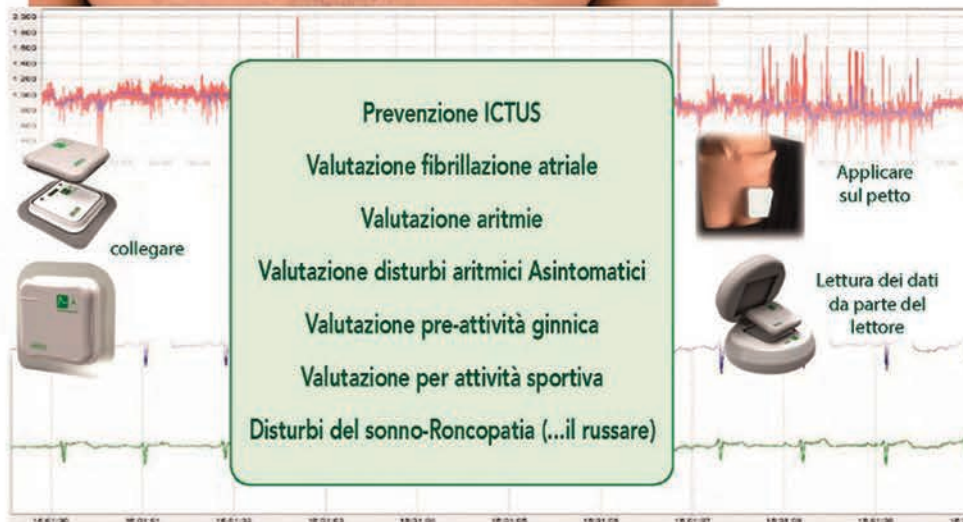 Prevenzione ICTUS
Valutazione fibrillazione atriale
Valutazione aritmie
Valutazione disturbi aritmici Asintomatici
Valutazione pre-attività ginnica
Valutazione per attività sportiva
Disturbi del sonno-Roncopatia (...il russare)
collegare
Applicare
sul petto
Lettura dei dati
da parte del
lettore